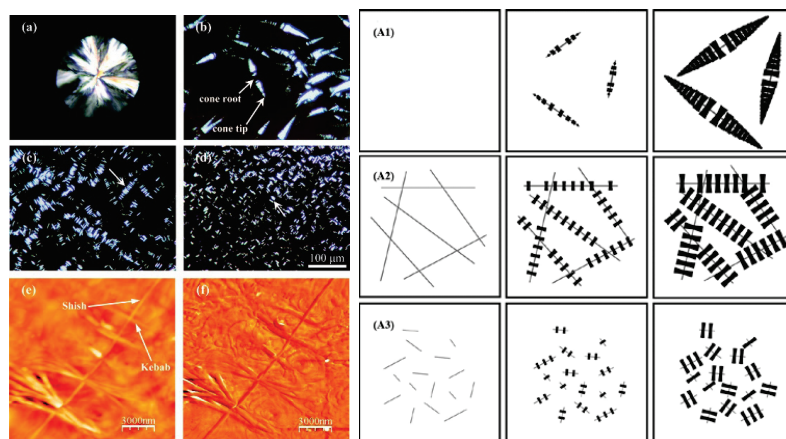 (a)
(b)
cone root
cone tip
(c)
(d)
100 μm
(e)
Shish
Kebab
3000nm
(f)
3000nm
(A1)
(A2)
(A3)